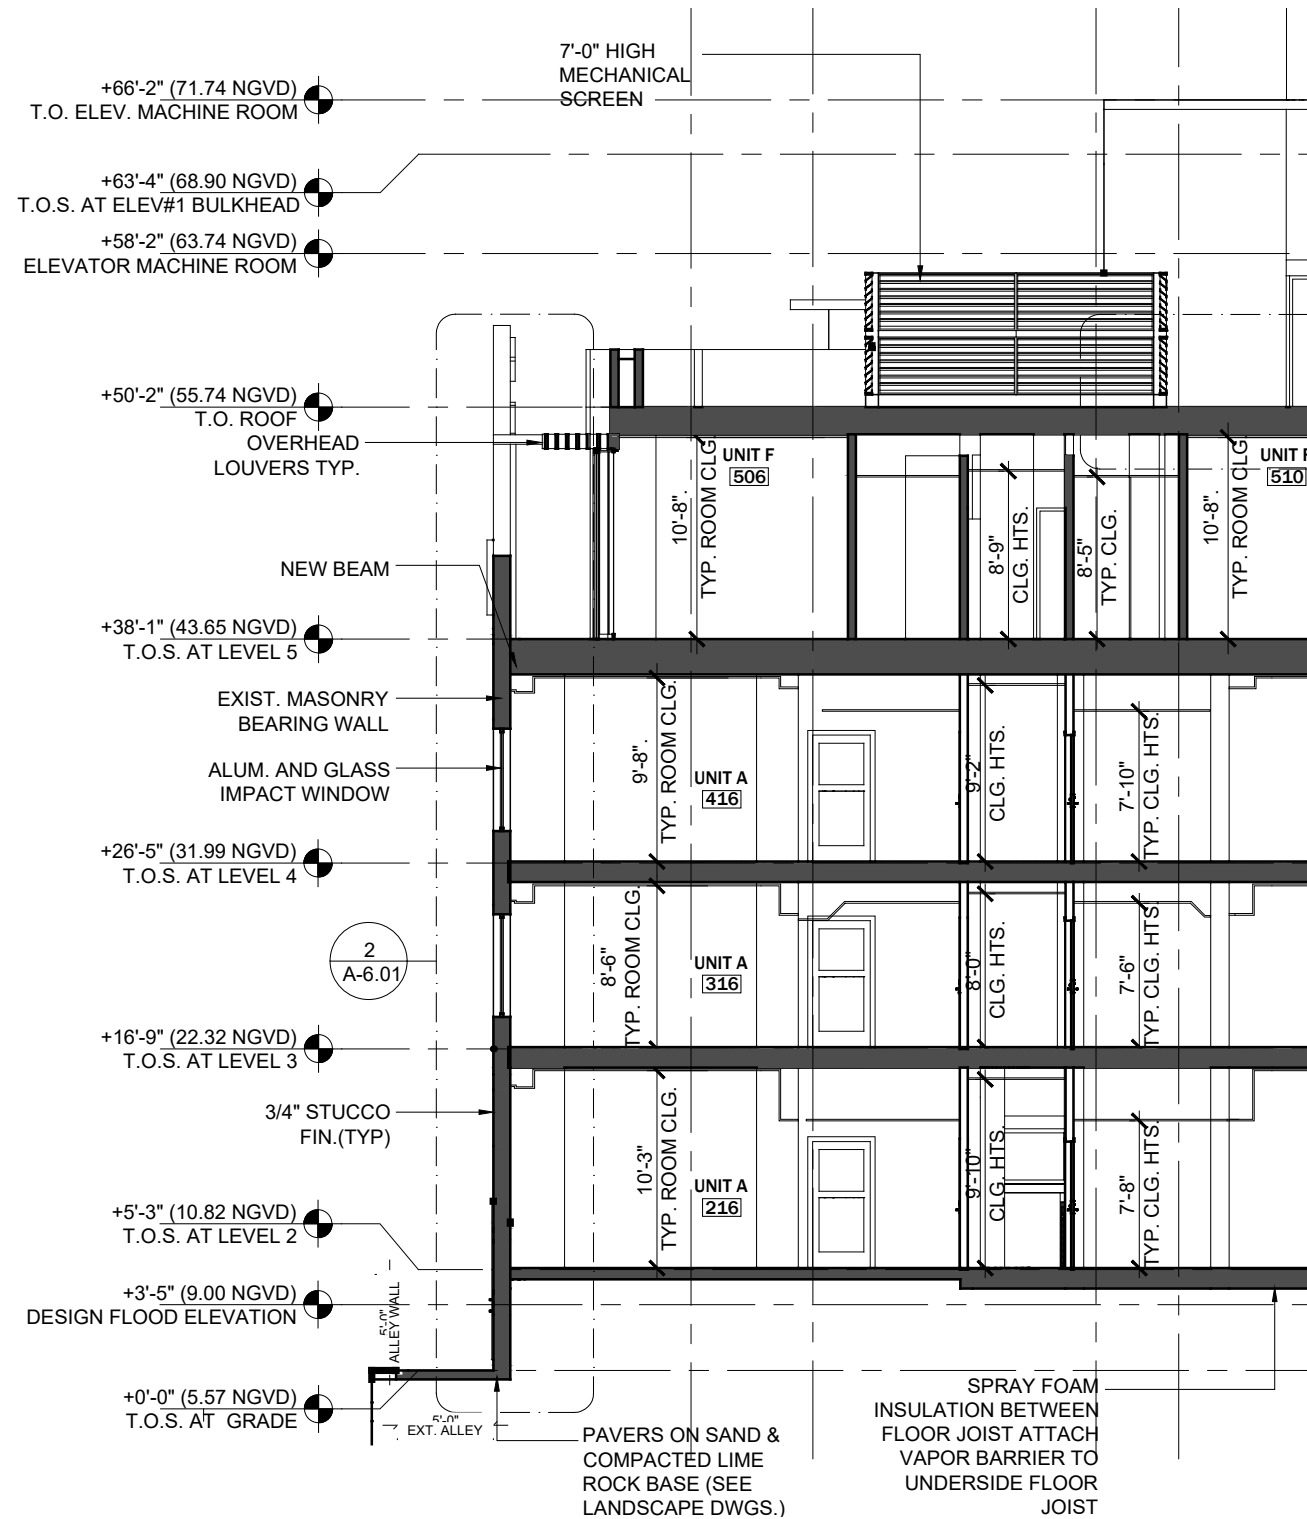 7'-0" HIGH
MECHANICAL
SCREEN
+66'-2" (71.74 NGVD)
T.O. ELEV. MACHINE ROOM
+63'-4" (68.90 NGVD)
T.O.S. AT ELEV#1 BULKHEAD
+58'-2" (63.74 NGVD)
ELEVATOR MACHINE ROOM
+50'-2" (55.74 NGVD)
T.O. ROOF
OVERHEAD
LOUVERS TYP.
UNIT F
506
10'-8".
TYP. ROOM CLG.
8'-9"
CLG. HTS.
8'-5"
TYP. CLG.
10'-8".
TYP. ROOM CLG.
UNIT F
510
NEW BEAM
+38'-1" (43.65 NGVD)
T.O.S. AT LEVEL 5
EXIST. MASONRY
BEARING WALL
ALUM. AND GLASS
IMPACT WINDOW
9'-8".
TYP. ROOM CLG.
UNIT A
416
9'-2"
CLG. HTS.
7'-10"
TYP. CLG. HTS.
+26'-5" (31.99 NGVD)
T.O.S. AT LEVEL 4
2
A-6.01
8'-6"
TYP. ROOM CLG.
UNIT A
316
8'-0"
CLG. HTS.
7'-6"
TYP. CLG. HTS.
+16'-9" (22.32 NGVD)
T.O.S. AT LEVEL 3
3/4" STUCCO
FIN.(TYP)
10'-3"
TYP. ROOM CLG.
UNIT A
216
9'-10"
CLG. HTS.
7'-8"
TYP. CLG. HTS.
+5'-3" (10.82 NGVD)
T.O.S. AT LEVEL 2
+3'-5" (9.00 NGVD)
DESIGN FLOOD ELEVATION
5'-0"
ALLEY WALL
+0'-0" (5.57 NGVD)
T.O.S. AT GRADE
5'-0"
EXT. ALLEY
PAVERS ON SAND &
COMPACTED LIME
ROCK BASE (SEE
LANDSCAPE DWGS.)
SPRAY FOAM
INSULATION BETWEEN
FLOOR JOIST ATTACH
VAPOR BARRIER TO
UNDERSIDE FLOOR
JOIST